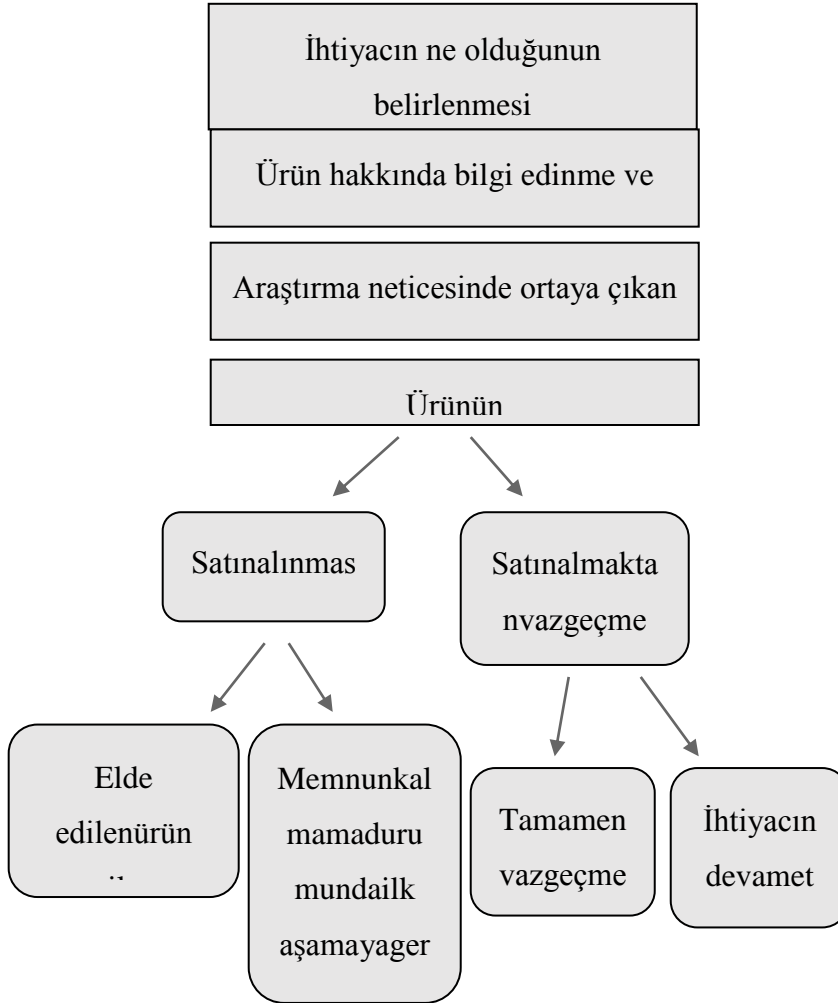 İhtiyacın ne olduğunun
belirlenmesi
Ürün hakkında bilgi edinme ve
Araştırma neticesinde ortaya çıkan
Ürünün
Satınalınmas
Satınalmakta
nvazgeçme
Elde
edilenürün
Memnunkal
mamaduru
mundailk
aşamayager
Tamamen
vazgeçme
İhtiyacın
devamet